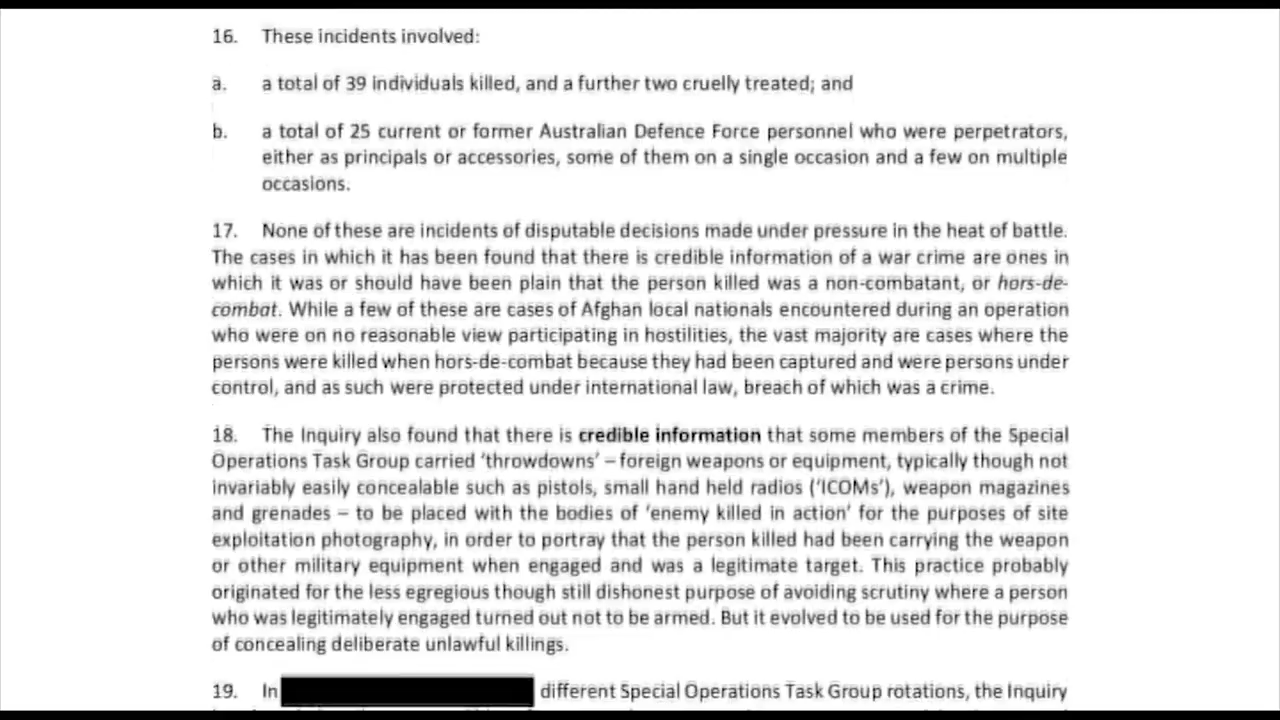 16. These incidents involved:
a. a total of 39 individuals killed, and a further two cruelly treated; and
b. a total of 25 current or former Australian Defence Force personnel who were perpetrators,
either as principals or accessories, some of them on a single occasion and a few on multiple
occasions.
17. None of these are incidents of disputable decisions made under pressure in the heat of battle.
The cases in which it has been found that there is credible information of a war crime are ones in
which it was or should have been plain that the person killed was a non-combatant, or hors-de-
combat. While a few of these are cases of Afghan local nationals encountered during an operation
who were on no reasonable view participating in hostilities, the vast majority are cases where the
persons were killed when hors-de-combat because they had been captured and were persons under
control, and as such were protected under international law, breach of which was a crime.
18. The Inquiry also found that there is credible information that some members of the Special
Operations Task Group carried ‘throwdowns’ – foreign weapons or equipment, typically though not
invariably easily concealable such as pistols, small hand held radios (‘ICOMs’), weapon magazines
and grenades – to be placed with the bodies of ‘enemy killed in action’ for the purposes of site
exploitation photography, in order to portray that the person killed had been carrying the weapon
or other military equipment when engaged and was a legitimate target. This practice probably
originated for the less egregious though still dishonest purpose of avoiding scrutiny where a person
who was legitimately engaged turned out not to be armed. But it evolved to be used for the purpose
of concealing deliberate unlawful killings.
19. In different Special Operations Task Group rotations, the Inquiry